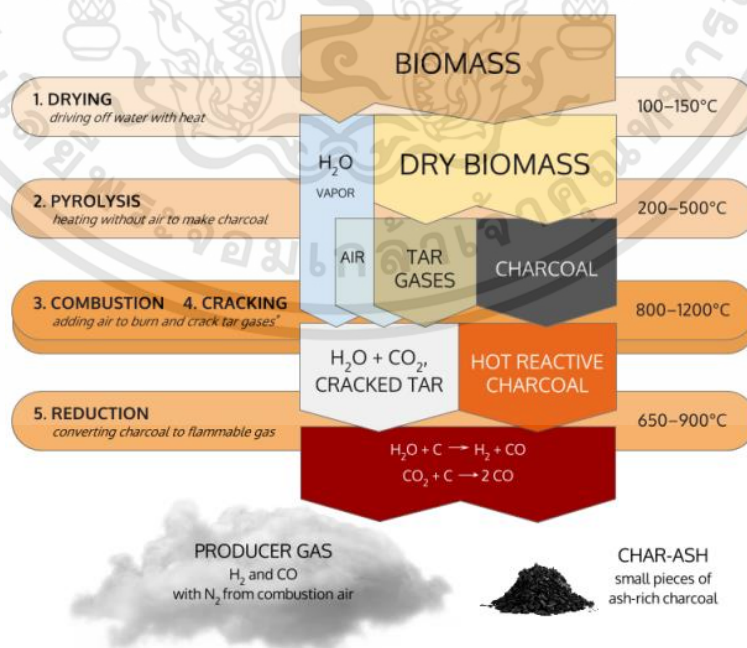 BIOMASS
1. DRYING
driving off water with heat
100–150°C
H₂O
VAPOR
DRY BIOMASS
2. PYROLYSIS
heating without air to make charcoal
200–500°C
AIR
TAR
GASES
CHARCOAL
3. COMBUSTION 4. CRACKING
adding air to burn and crack tar gases*
800–1200°C
H₂O + CO₂,
CRACKED TAR
HOT REACTIVE
CHARCOAL
5. REDUCTION
converting charcoal to flammable gas
650–900°C
H₂O + C → H₂ + CO
CO₂ + C → 2 CO
PRODUCER GAS
H₂ and CO
with N₂ from combustion air
CHAR-ASH
small pieces of
ash-rich charcoal